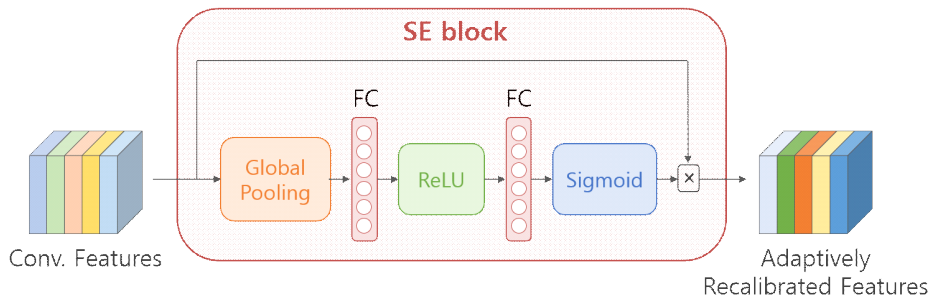 SE block
FC
FC
Global
Pooling
ReLU
Sigmoid
×
Conv. Features
Adaptively
Recalibrated Features